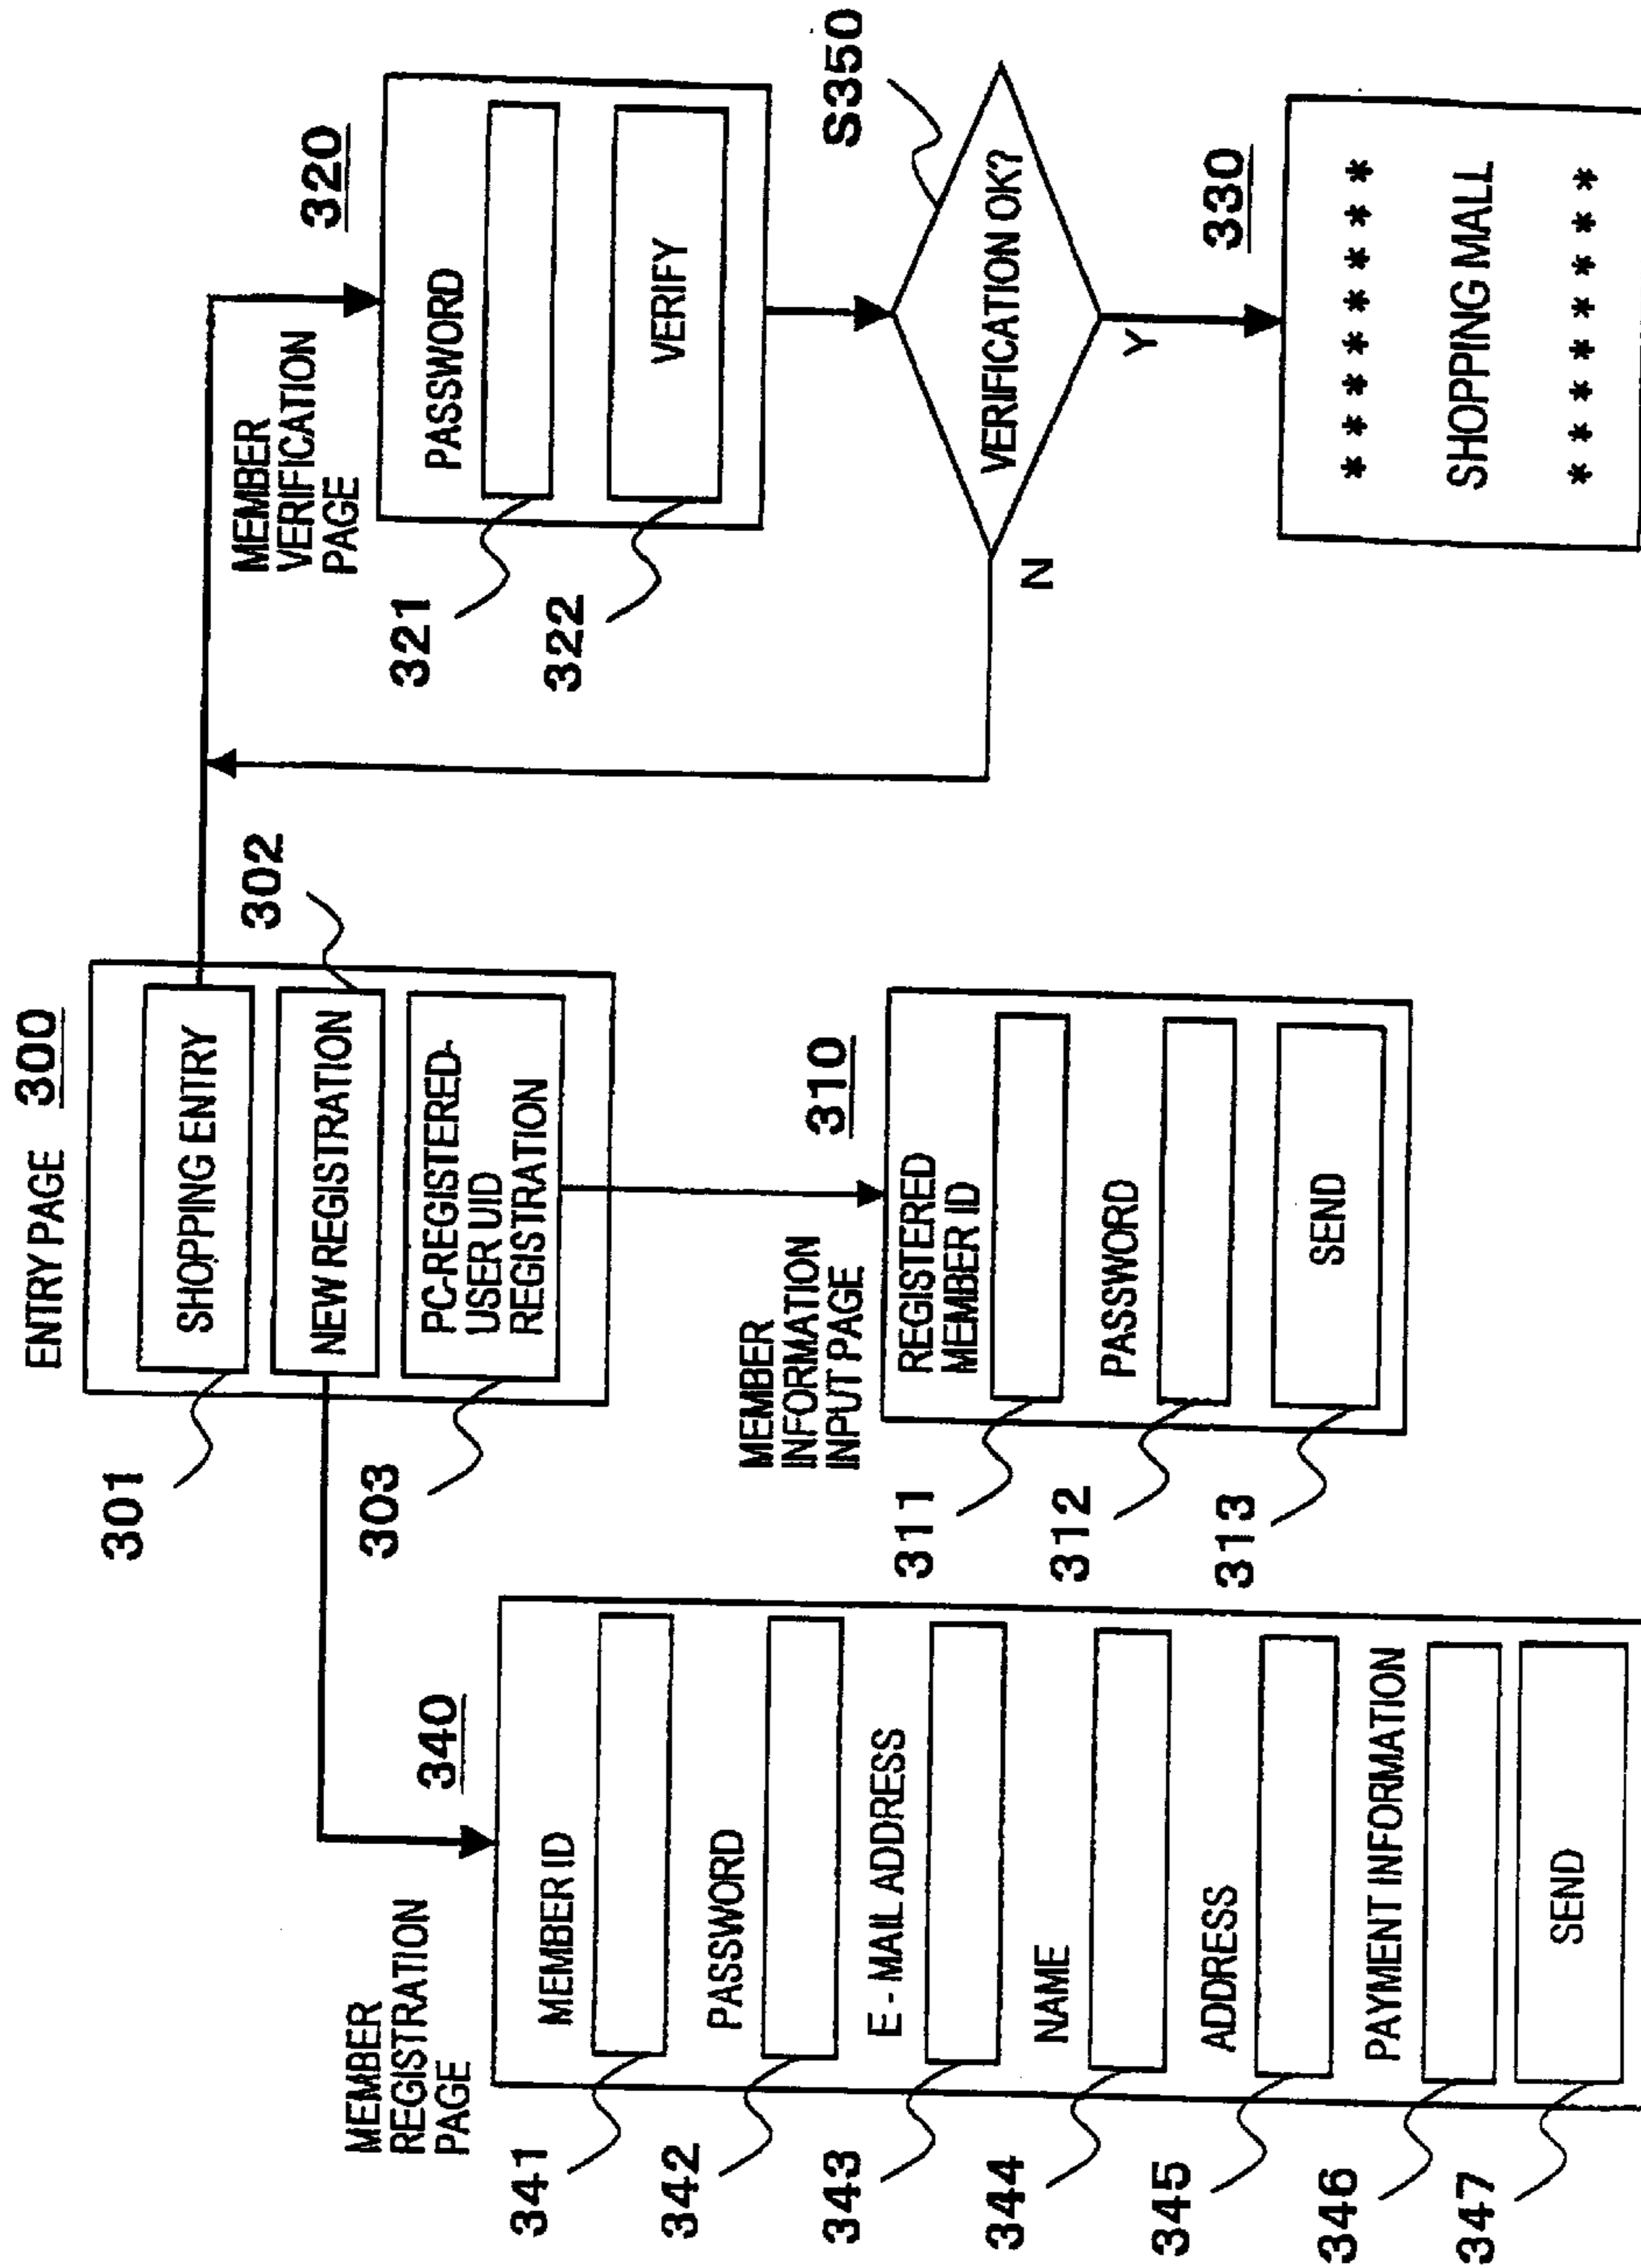 ENTRY PAGE 300
301
SHOPPING ENTRY
302
NEW REGISTRATION
303
PC-REGISTERED-
USER UID
REGISTRATION
MEMBER
REGISTRATION
PAGE
340
341
MEMBER ID
342
PASSWORD
343
E - MAIL ADDRESS
344
NAME
345
ADDRESS
346
PAYMENT INFORMATION
347
SEND
MEMBER
INFORMATION
INPUT PAGE
310
311
REGISTERED
MEMBER ID
312
PASSWORD
313
SEND
MEMBER
VERIFICATION
PAGE
320
321
PASSWORD
322
VERIFY
S350
VERIFICATION OK?
N
Y
330
* * * * * * * *
SHOPPING MALL
* * * * * * * *